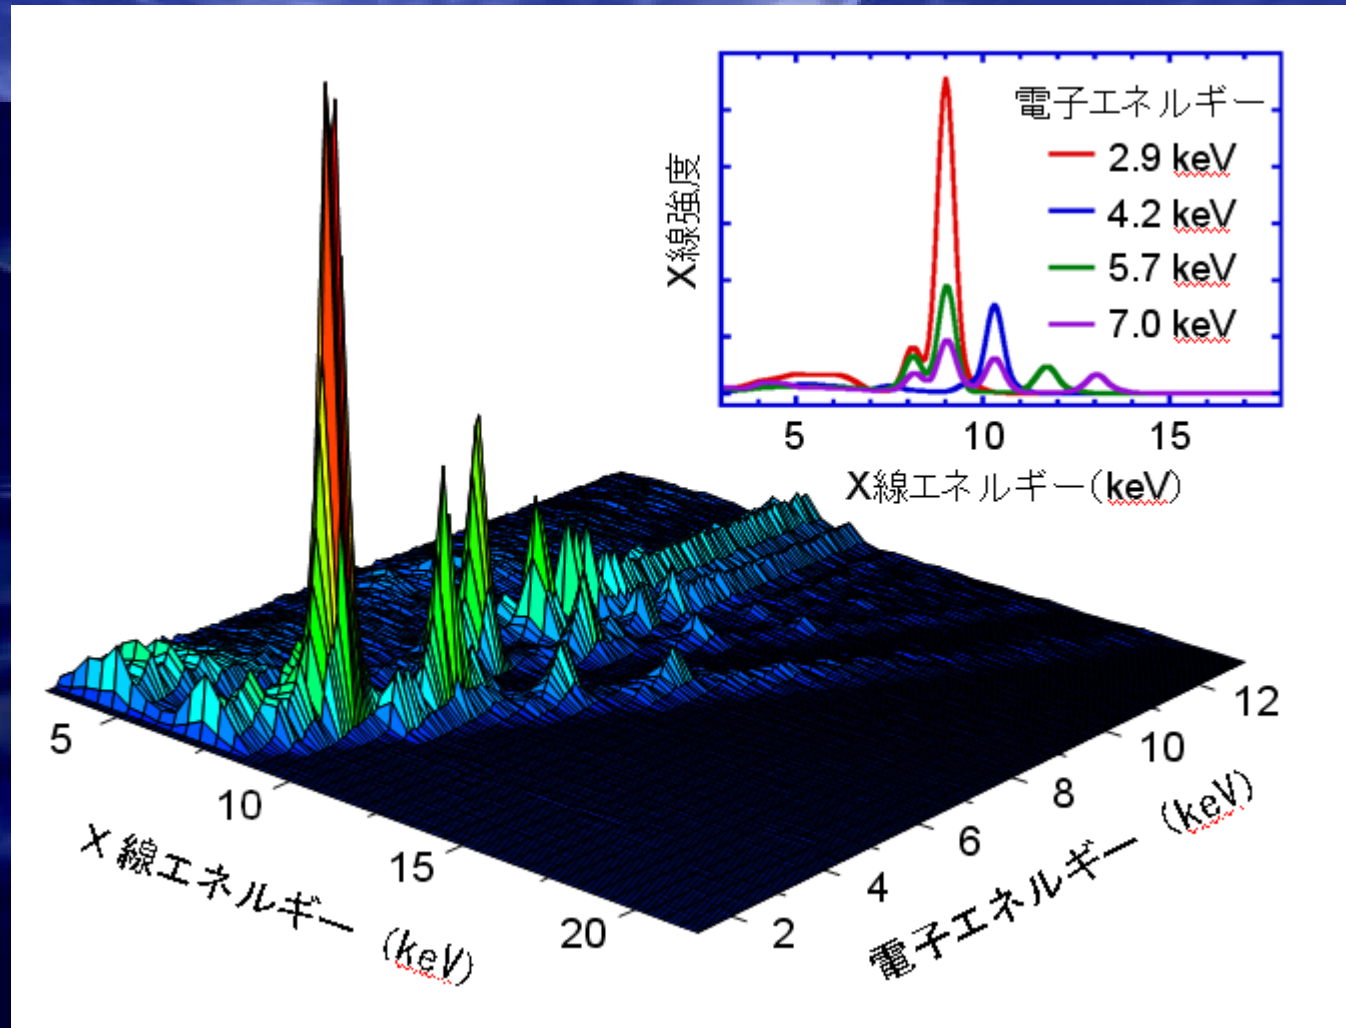 電子エネルギー
2.9 keV
4.2 keV
5.7 keV
7.0 keV
X線強度
5 10 15
X線エネルギー(keV)
5 10 15 20
X線エネルギー (keV)
2 4 6 8 10 12
電子エネルギー (keV)